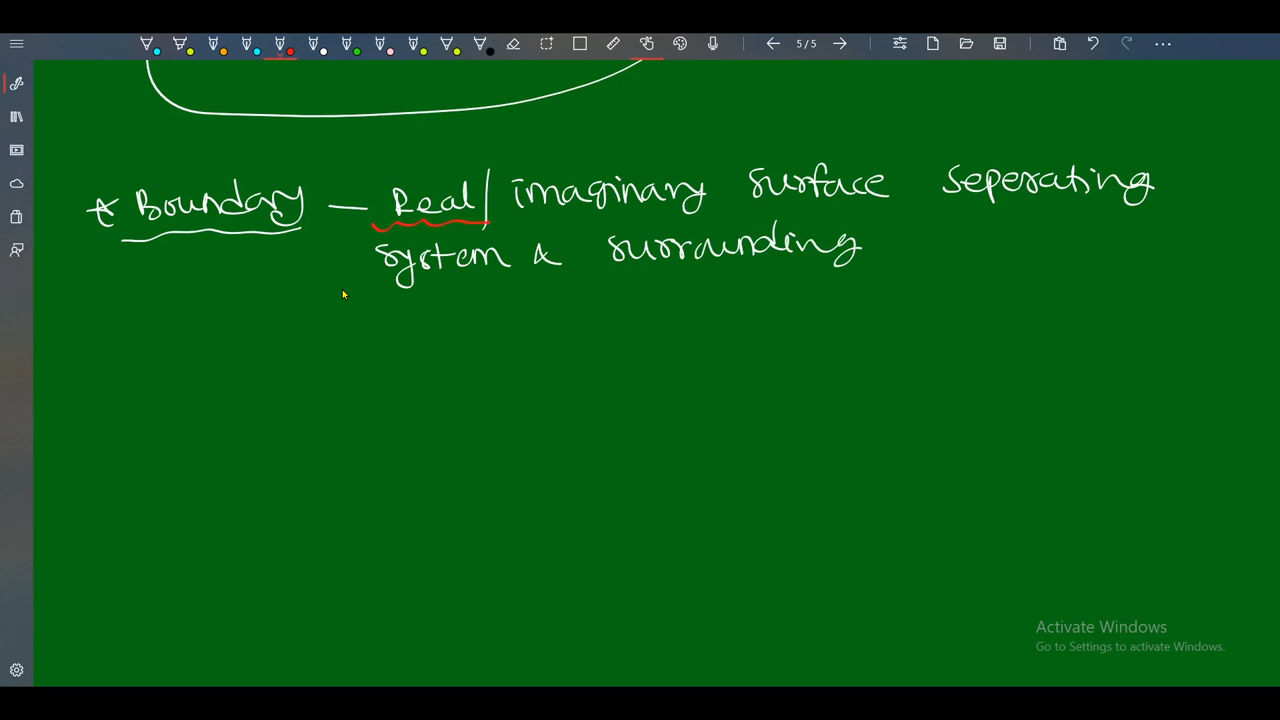 5/5
* Boundary — Real/ imaginary surface seperating
system & surrounding
Activate Windows
Go to Settings to activate Windows.